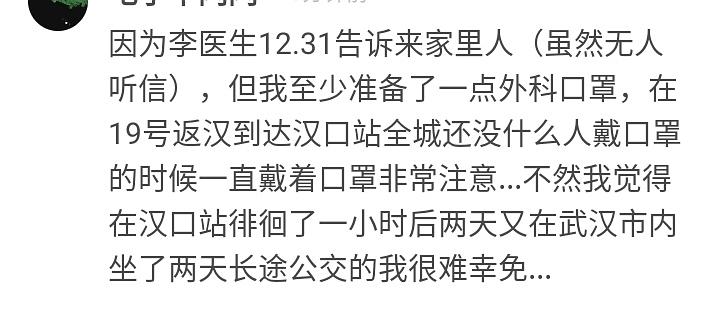 因为李医生12.31告诉来家里人（虽然无人
听信），但我至少准备了一点外科口罩，在
19号返汉到达汉口站全城还没什么人戴口罩
的时候一直戴着口罩非常注意...不然我觉得
在汉口站徘徊了一小时后两天又在武汉市内
坐了两天长途公交的我很难幸免...